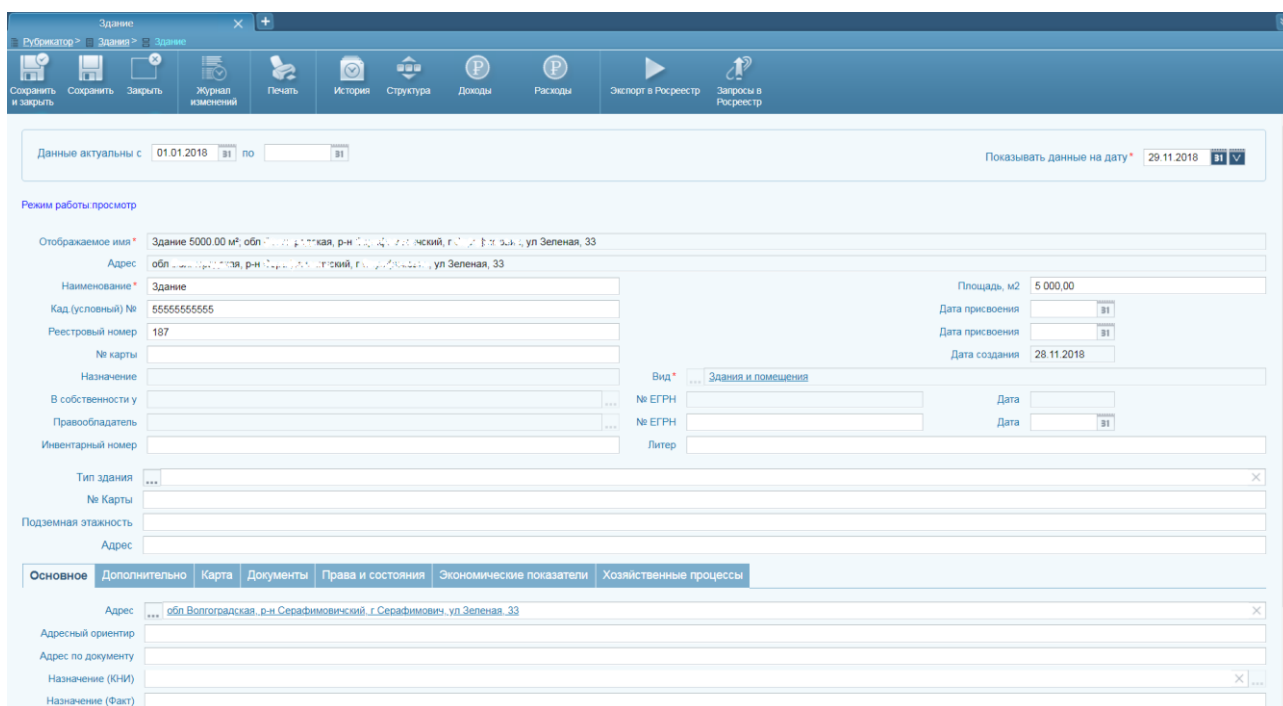 Здание
Рубрикатор > Здания > Здание
Сохранить и закрыть Сохранить Закрыть Журнал изменений Печать История Структура Доходы Расходы Экспорт в Росреестр Запросы в Росреестр
Данные актуальны с 01.01.2018 31 по 31 Показывать данные на дату* 29.11.2018 31
Режим работы:просмотр
Отображаемое имя* Здание 5000.00 м²; обл ул Зеленая, 33
Адрес обл ул Зеленая, 33
Наименование* Здание Площадь, м2 5 000,00
Кад.(условный) № 55555555555 Дата присвоения 31
Реестровый номер 187 Дата присвоения 31
№ карты Дата создания 28.11.2018
Назначение Вид* ... Здания и помещения
В собственности у ... № ЕГРН Дата
Правообладатель ... № ЕГРН Дата 31
Инвентарный номер Литер
Тип здания ...
№ Карты
Подземная этажность
Адрес
Основное Дополнительно Карта Документы Права и состояния Экономические показатели Хозяйственные процессы
Адрес ... обл Волгоградская, р-н Серафимовичский, г Серафимович, ул Зеленая, 33
Адресный ориентир
Адрес по документу
Назначение (КНИ) ...
Назначение (Факт)